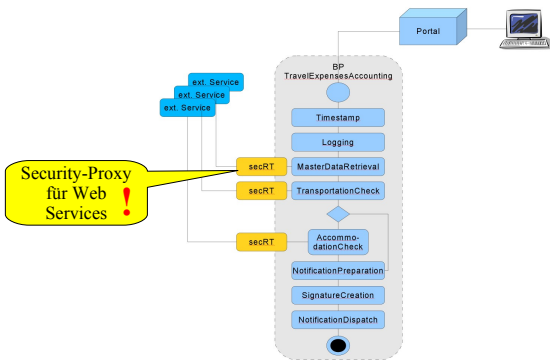 Portal
BP
TravelExpensesAccounting
ext. Service
ext. Service
ext. Service
Timestamp
Logging
secRT
MasterDataRetrieval
Security-Proxy
für Web
Services
!
secRT
TransportationCheck
secRT
Accommo-
dationCheck
NotificationPreparation
SignatureCreation
NotificationDispatch